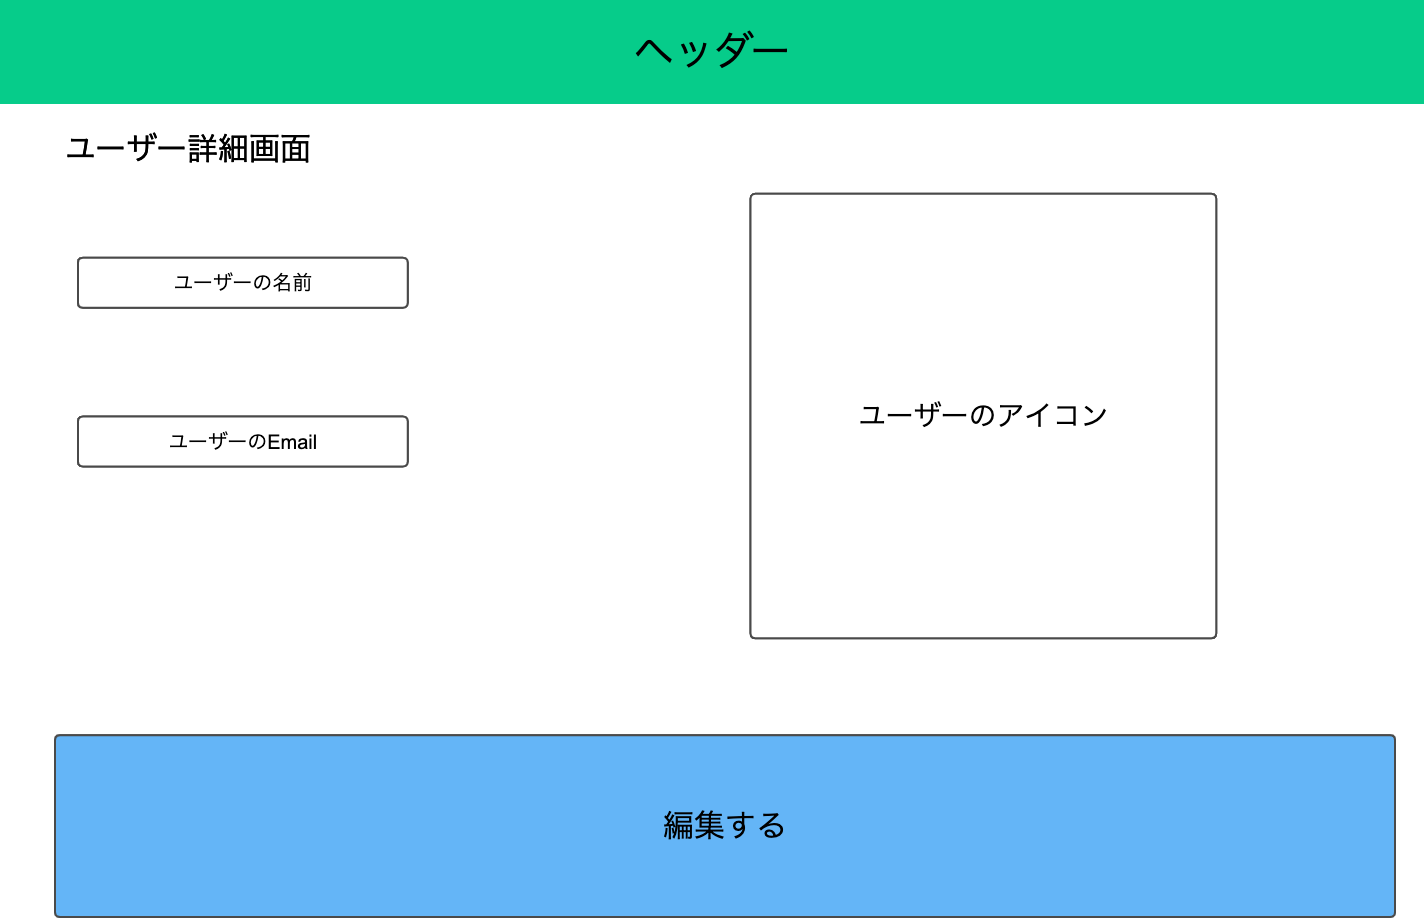 ヘッダー
ユーザー詳細画面
ユーザーの名前
ユーザーのEmail
ユーザーのアイコン
編集する